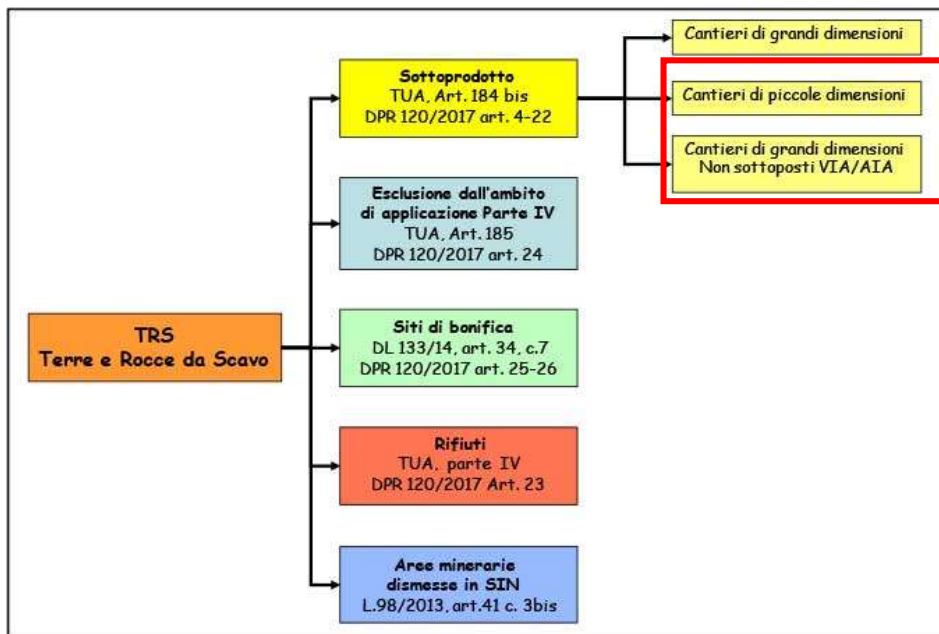 TRS
Terre e Rocce da Scavo
Sottoprodotto
TUA, Art. 184 bis
DPR 120/2017 art. 4-22
Cantieri di grandi dimensioni
Cantieri di piccole dimensioni
Cantieri di grandi dimensioni
Non sottoposti VIA/AIA
Esclusione dall'ambito
di applicazione Parte IV
TUA, Art. 185
DPR 120/2017 art. 24
Siti di bonifica
DL 133/14, art. 34, c.7
DPR 120/2017 art. 25-26
Rifiuti
TUA, parte IV
DPR 120/2017 Art. 23
Aree minerarie
dismesse in SIN
L.98/2013, art.41 c. 3bis